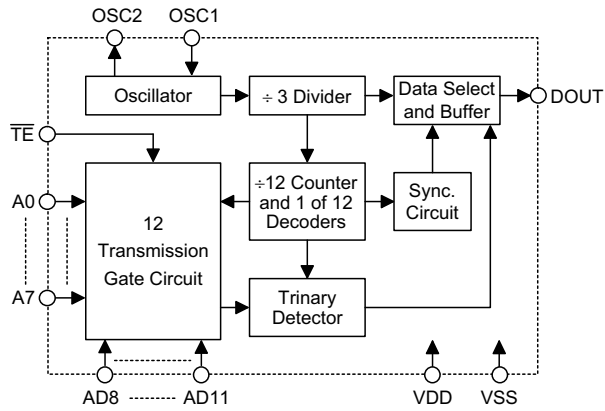 OSC2 OSC1
Oscillator
÷ 3 Divider
Data Select
and Buffer
DOUT
T̅E̅
A0
A7
12
Transmission
Gate Circuit
÷12 Counter
and 1 of 12
Decoders
Sync.
Circuit
Trinary
Detector
AD8 AD11 VDD VSS